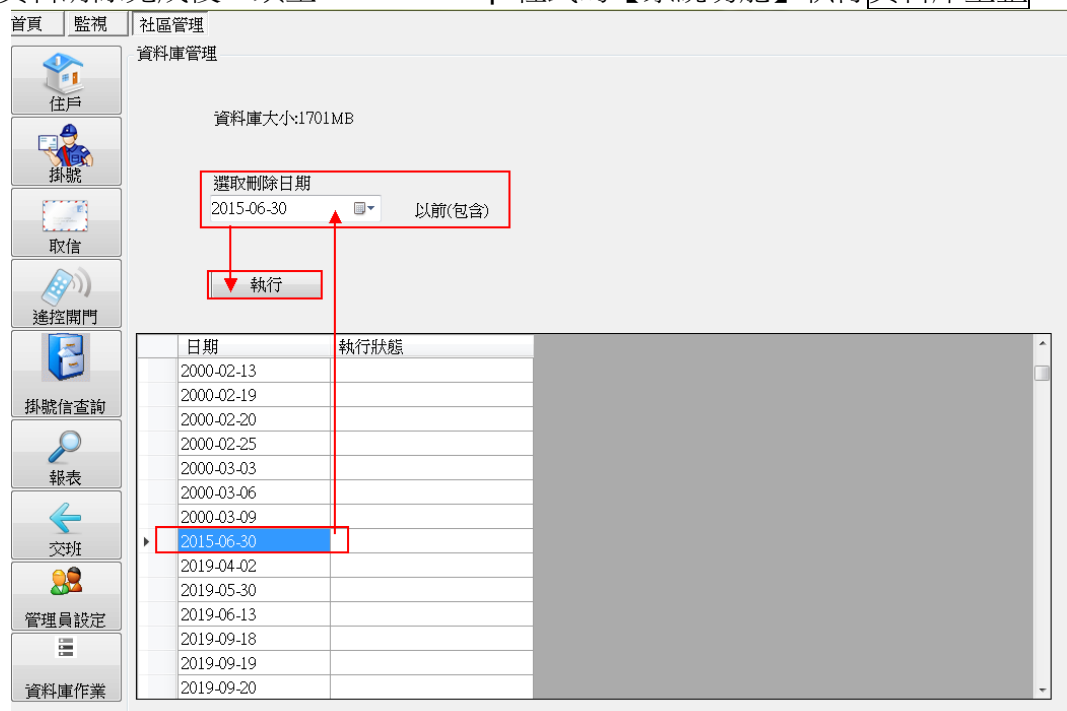 首頁 監視 社區管理
資料庫管理
住戶
資料庫大小:1701MB
掛號
選取刪除日期
2015-06-30 以前(包含)
取信
執行
遙控開門
日期 執行狀態
2000-02-13
2000-02-19
掛號信查詢
2000-02-20
2000-02-25
2000-03-03
報表
2000-03-06
2000-03-09
2015-06-30
交班
2019-04-02
2019-05-30
2019-06-13
管理員設定
2019-09-18
2019-09-19
2019-09-20
資料庫作業